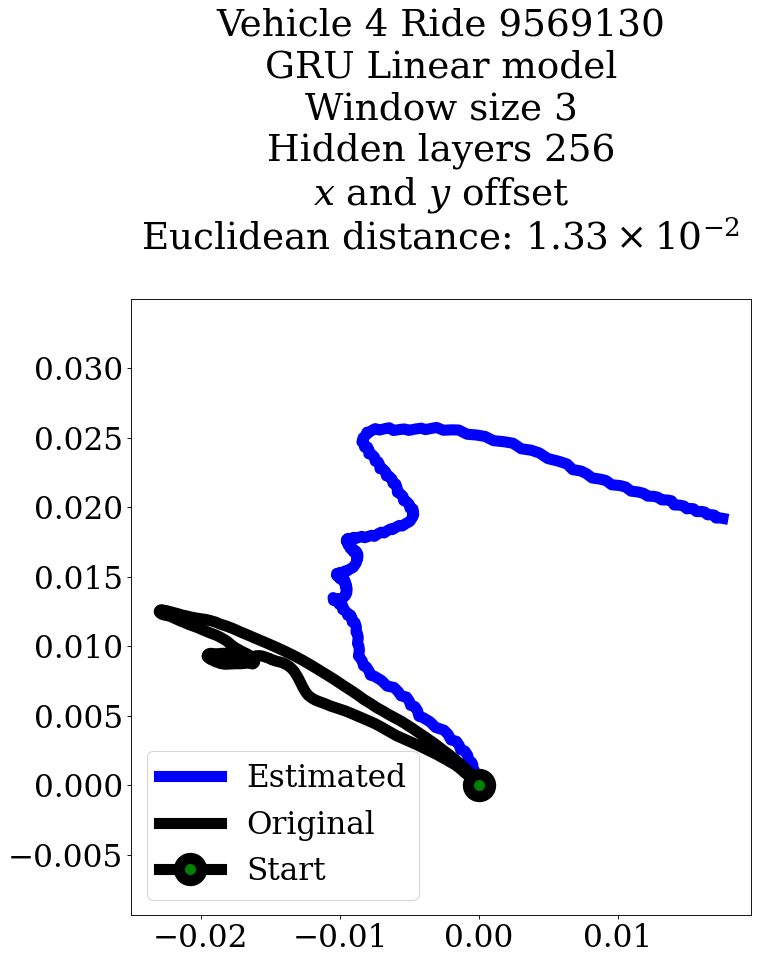 Vehicle 4 Ride 9569130
GRU Linear model
Window size 3
Hidden layers 256
x and y offset
Euclidean distance: 1.33 × 10⁻²
0.030
0.025
0.020
0.015
0.010
0.005
0.000
−0.005
Estimated
Original
Start
−0.02 −0.01 0.00 0.01